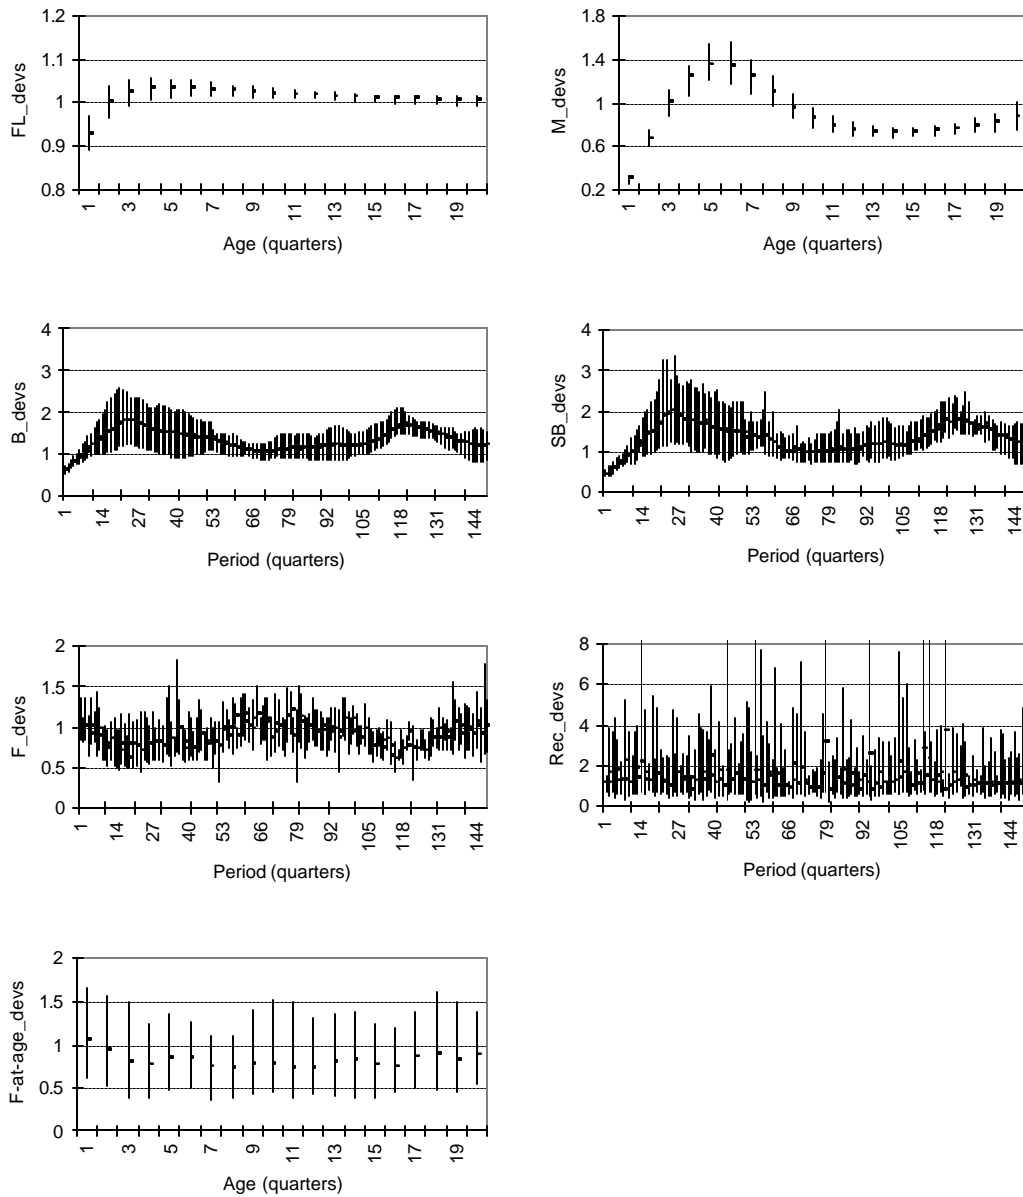 FL_devs
1.2
1.1
1
0.9
0.8
1 3 5 7 9 11 13 15 17 19
Age (quarters)
M_devs
1.8
1.4
1
0.6
0.2
1 3 5 7 9 11 13 15 17 19
Age (quarters)
B_devs
4
3
2
1
0
1 14 27 40 53 66 79 92 105 118 131 144
Period (quarters)
SB_devs
4
3
2
1
0
1 14 27 40 53 66 79 92 105 118 131 144
Period (quarters)
F_devs
2
1.5
1
0.5
0
1 14 27 40 53 66 79 92 105 118 131 144
Period (quarters)
Rec_devs
8
6
4
2
0
1 14 27 40 53 66 79 92 105 118 131 144
Period (quarters)
F-at-age_devs
2
1.5
1
0.5
0
1 3 5 7 9 11 13 15 17 19
Age (quarters)